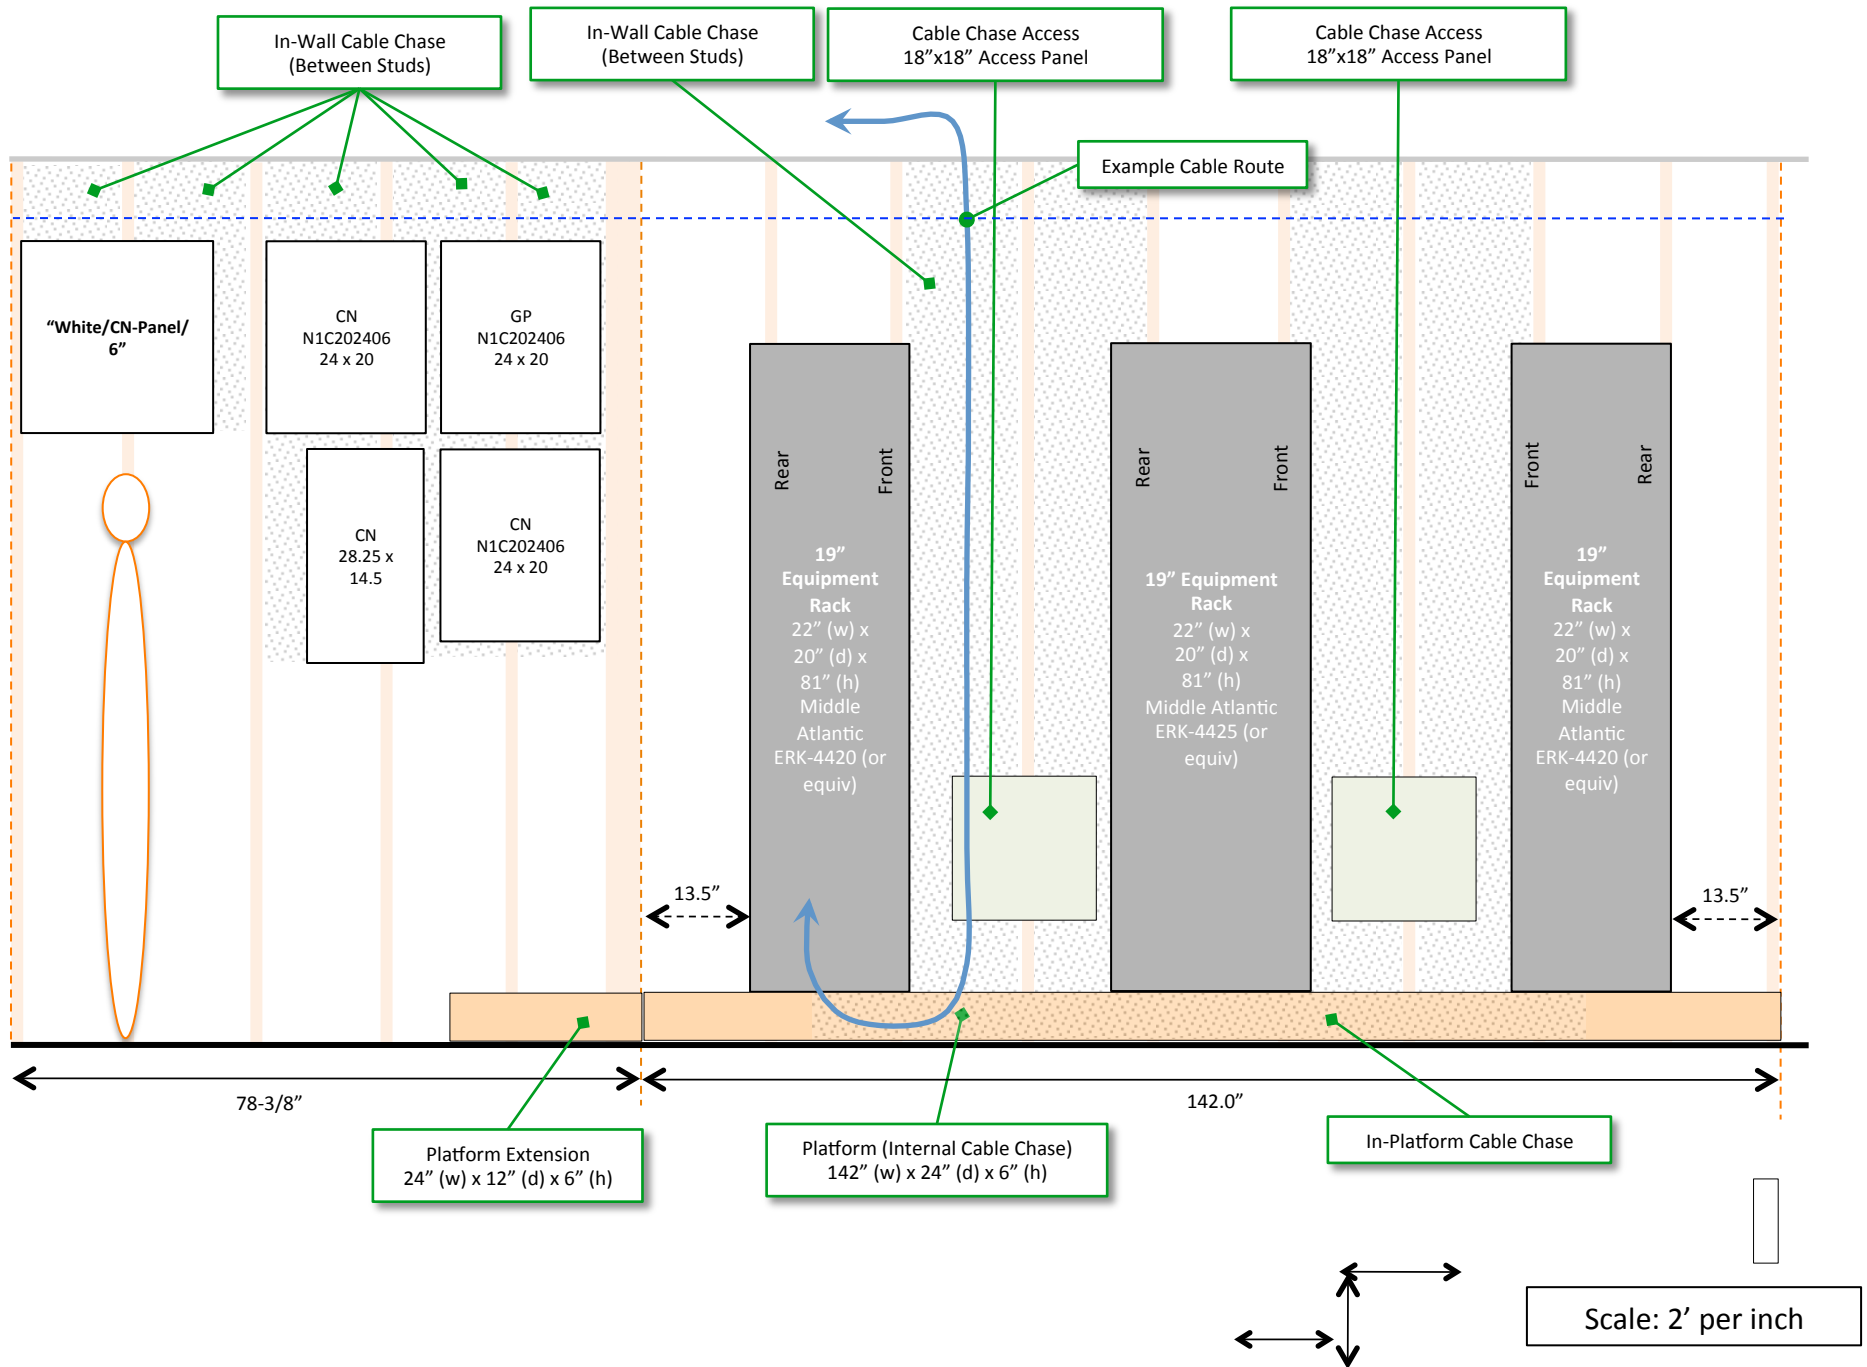 In-Wall Cable Chase
(Between Studs)
In-Wall Cable Chase
(Between Studs)
Cable Chase Access
18”x18” Access Panel
Cable Chase Access
18”x18” Access Panel
Example Cable Route
“White/CN-Panel/
6”
CN
N1C202406
24 x 20
GP
N1C202406
24 x 20
CN
28.25 x
14.5
CN
N1C202406
24 x 20
Rear
Front
19”
Equipment
Rack
22” (w) x
20” (d) x
81” (h)
Middle
Atlantic
ERK-4420 (or
equiv)
Rear
Front
19” Equipment
Rack
22” (w) x
20” (d) x
81” (h)
Middle Atlantic
ERK-4425 (or
equiv)
Front
Rear
19”
Equipment
Rack
22” (w) x
20” (d) x
81” (h)
Middle
Atlantic
ERK-4420 (or
equiv)
13.5”
13.5”
78-3/8”
142.0”
Platform Extension
24” (w) x 12” (d) x 6” (h)
Platform (Internal Cable Chase)
142” (w) x 24” (d) x 6” (h)
In-Platform Cable Chase
Scale: 2’ per inch